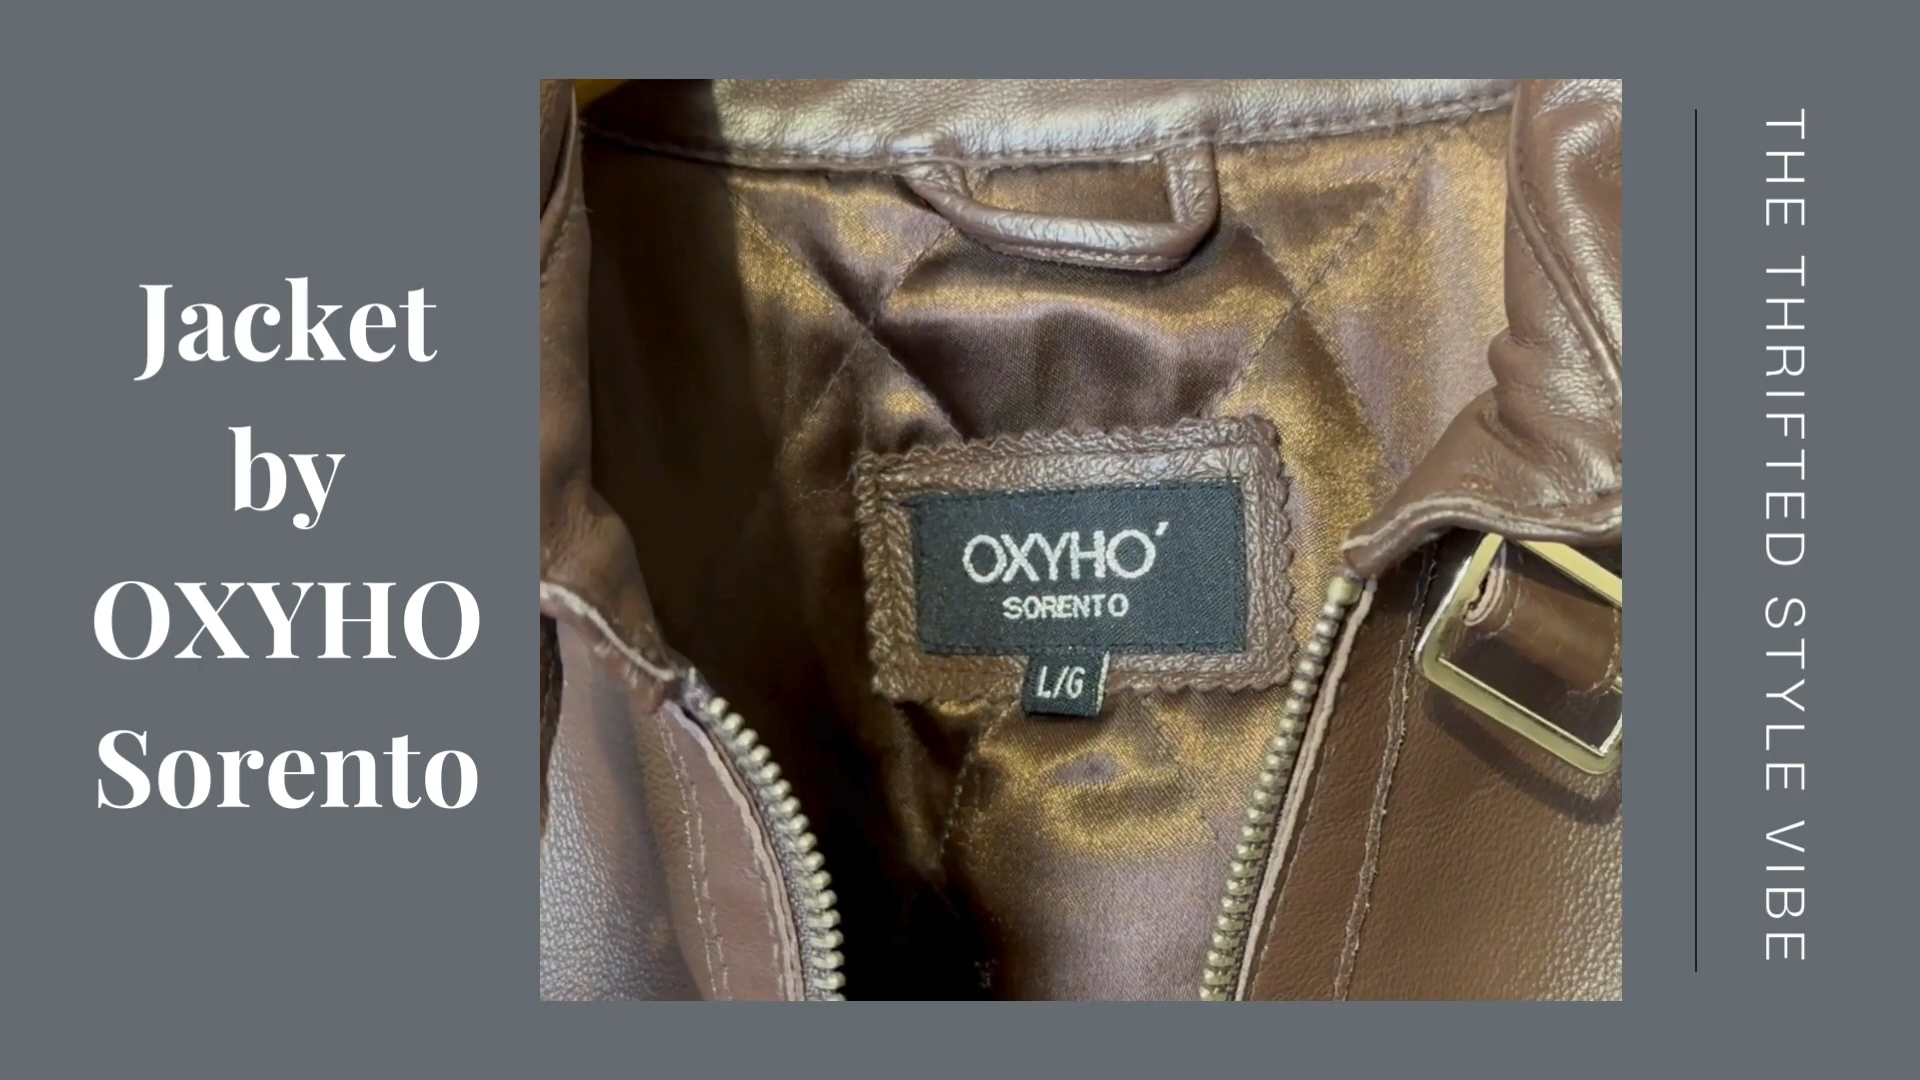 Jacket
by
OXYHO
Sorento
OXYHO'
SORENTO
L/G
THE THRIFTED STYLE VIBE